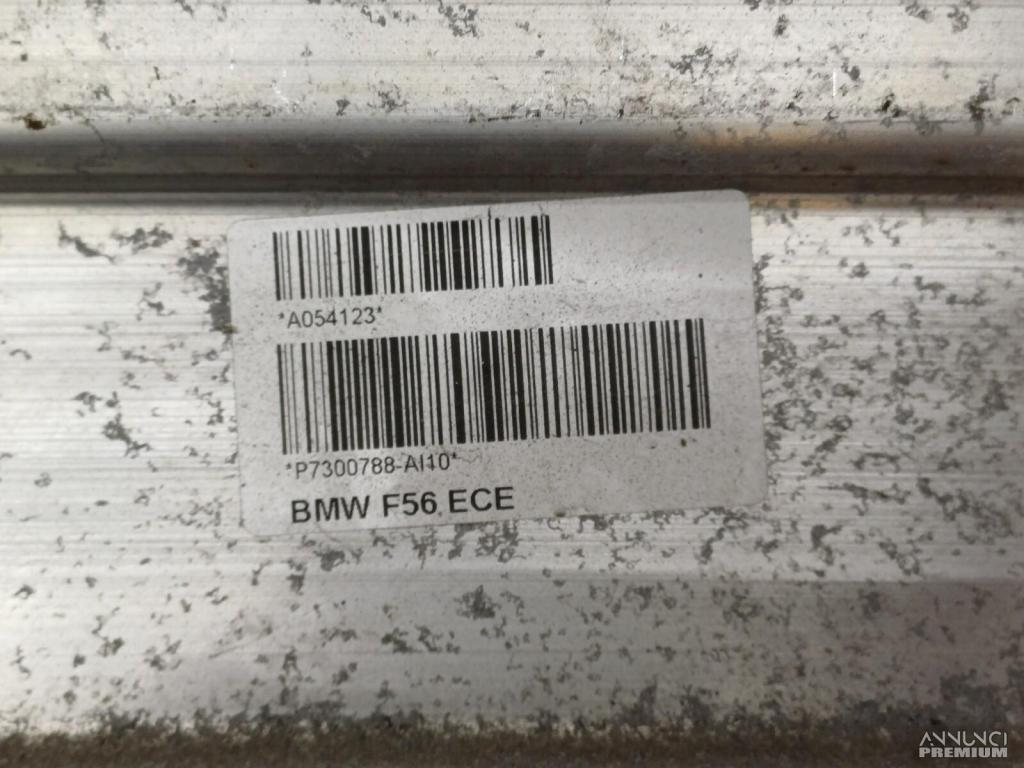 *A054123*
*P7300788-AI10*
BMW F56 ECE
ANNUNCI
PREMIUM